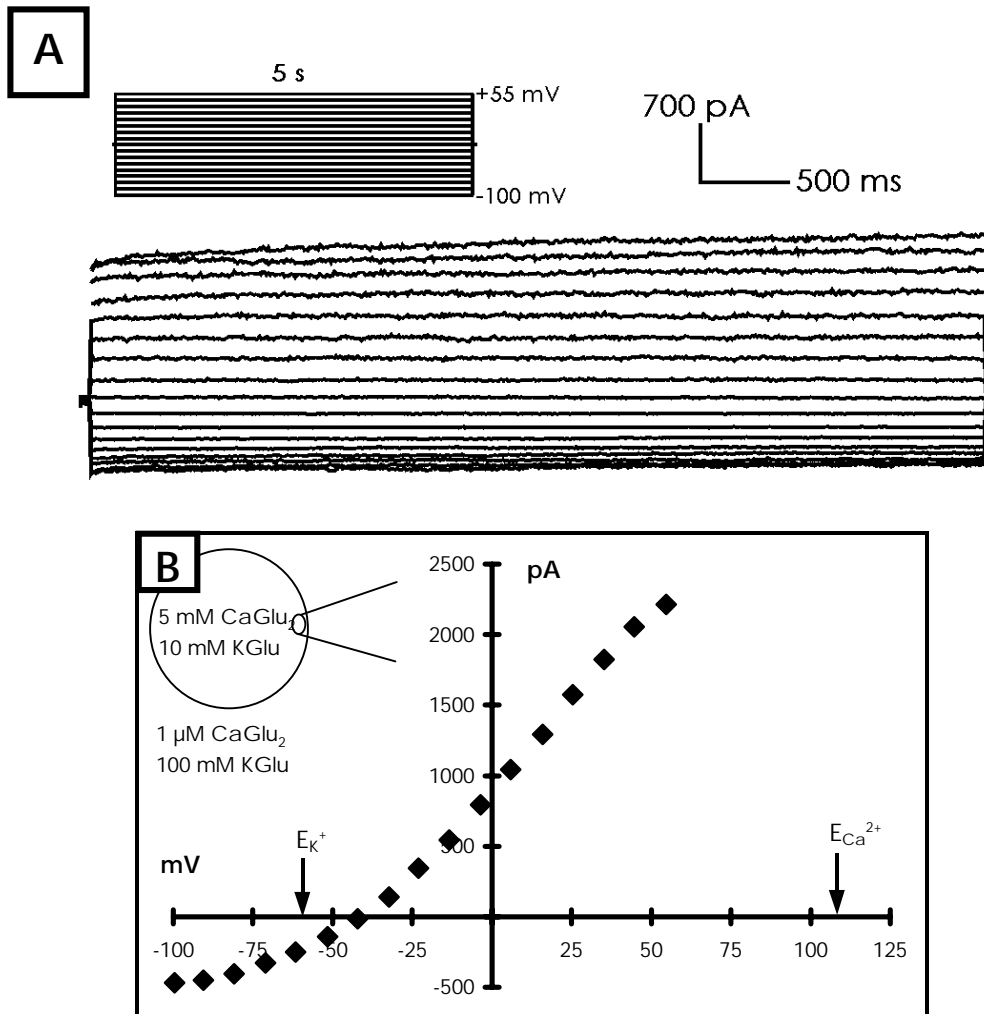 A
5 s
+55 mV
-100 mV
700 pA
500 ms
B
5 mM CaGlu2
10 mM KGlu
1 µM CaGlu2
100 mM KGlu
pA
2500
2000
1500
1000
500
-500
mV
EK+
ECa2+
-100 -75 -50 -25 25 50 75 100 125